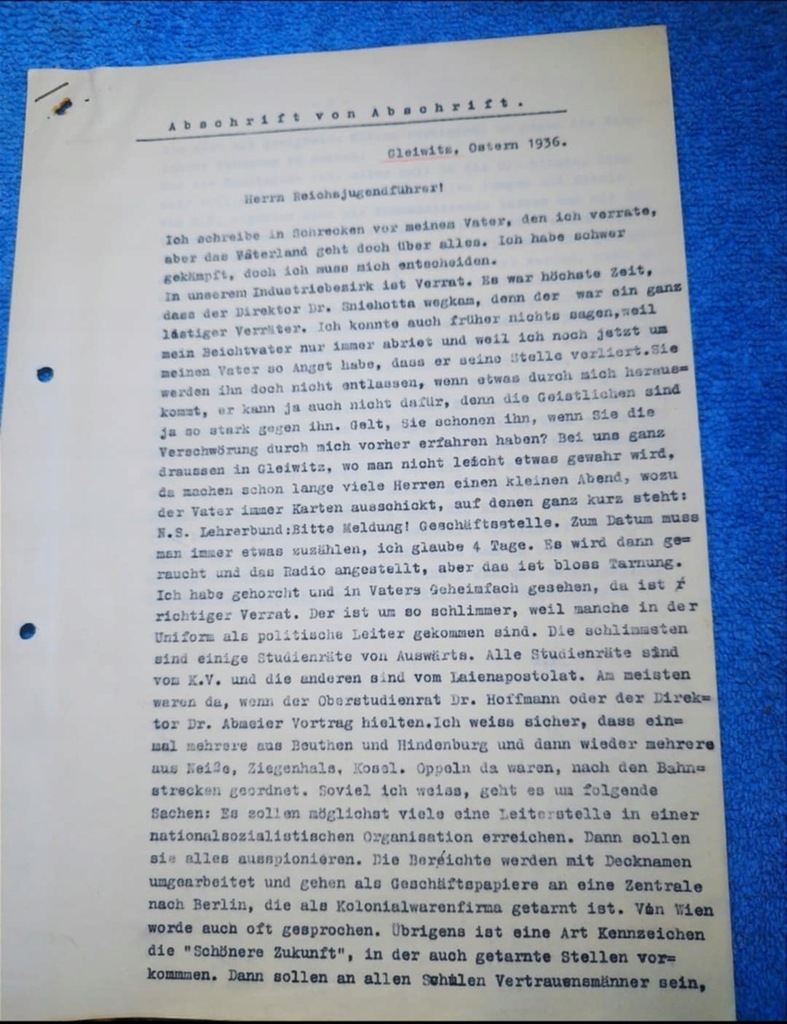 Abschrift von Abschrift.
Gleiwitz, Ostern 1936.
Herrn Reichsjugendführer!
Ich schreibe in Schrecken vor meinem Vater, den ich verrate,
aber das Vaterland geht doch über alles. Ich habe schwer
gekämpft, doch ich muss mich entscheiden.
In unserem Industriebezirk ist Verrat. Es war höchste Zeit,
dass der Direktor Dr. Sniehotta wegkam, denn der war ein ganz
lästiger Verräter. Ich konnte auch früher nichts sagen,weil
mein Beichtvater nur immer abriet und weil ich noch jetzt um
meinen Vater so Angst habe, dass er seine Stelle verliert.Sie
werden ihn doch nicht entlassen, wenn etwas durch mich heraus=
kommt, er kann ja auch nicht dafür, denn die Geistlichen sind
ja so stark gegen ihn. Gelt, Sie schonen ihn, wenn Sie die
Verschwörung durch mich vorher erfahren haben? Bei uns ganz
draussen in Gleiwitz, wo man nicht leicht etwas gewahr wird,
da machen schon lange viele Herren einen kleinen Abend, wozu
der Vater immer Karten ausschickt, auf denen ganz kurz steht:
N.S. Lehrerbund:Bitte Meldung! Geschäftsstelle. Zum Datum muss
man immer etwas zuzählen, ich glaube 4 Tage. Es wird dann ge=
raucht und das Radio angestellt, aber das ist bloss Tarnung.
Ich habe gehorcht und in Vaters Geheimfach gesehen, da ist
richtiger Verrat. Der ist um so schlimmer, weil manche in der
Uniform als politische Leiter gekommen sind. Die schlimmsten
sind einige Studienräte von Auswärts. Alle Studienräte sind
vom K.V. und die anderen sind vom Laienapostolat. Am meisten
waren da, wenn der Oberstudienrat Dr. Hoffmann oder der Direk=
tor Dr. Abmeier Vortrag hielten.Ich weiss sicher, dass ein=
mal mehrere aus Beuthen und Hindenburg und dann wieder mehrere
aus Neiße, Ziegenhals, Kosel. Oppeln da waren, nach den Bahn=
strecken geordnet. Soviel ich weiss, geht es um folgende
Sachen: Es sollen möglichst viele eine Leiterstelle in einer
nationalsozialistischen Organisation erreichen. Dann sollen
sie alles ausspionieren. Die Berichte werden mit Decknamen
umgearbeitet und gehen als Geschäftspapiere an eine Zentrale
nach Berlin, die als Kolonialwarenfirma getarnt ist. Von Wien
worde auch oft gesprochen. Übrigens ist eine Art Kennzeichen
die "Schönere Zukunft", in der auch getarnte Stellen vor=
kommmen. Dann sollen an allen Schulen Vertrauensmänner sein,